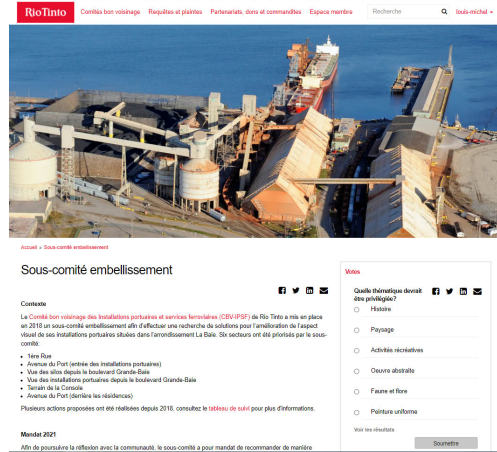 RioTinto
Comités bon voisinage
Requêtes et plaintes
Partenariats, dons et commandites
Espace membre
Recherche
louis-michel
Accueil » Sous-comité embellissement
Sous-comité embellissement
Contexte
Le Comité bon voisinage des Installations portuaires et services ferroviaires (CBV-IPSF) de Rio Tinto a mis en place
en 2018 un sous-comité embellissement afin d'effectuer une recherche de solutions pour l'amélioration de l'aspect
visuel de ses installations portuaires situées dans l'arrondissement La Baie. Six secteurs ont été priorisés par le sous-
comité:
• 1ère Rue
• Avenue du Port (entrée des installations portuaires)
• Vue des silos depuis le boulevard Grande-Baie
• Vue des installations portuaires depuis le boulevard Grande-Baie
• Terrain de la Console
• Avenue du Port (derrière les résidences)
Plusieurs actions proposées ont été réalisées depuis 2018, consultez le tableau de suivi pour plus d'informations.
Mandat 2021
Afin de poursuivre la réflexion avec la communauté, le sous-comité a pour mandat de recommander de manière
Votes
Quelle thématique devrait
être privilégiée?
Histoire
Paysage
Activités récréatives
Oeuvre abstraite
Faune et flore
Peinture uniforme
Voir les résultats
Soumettre